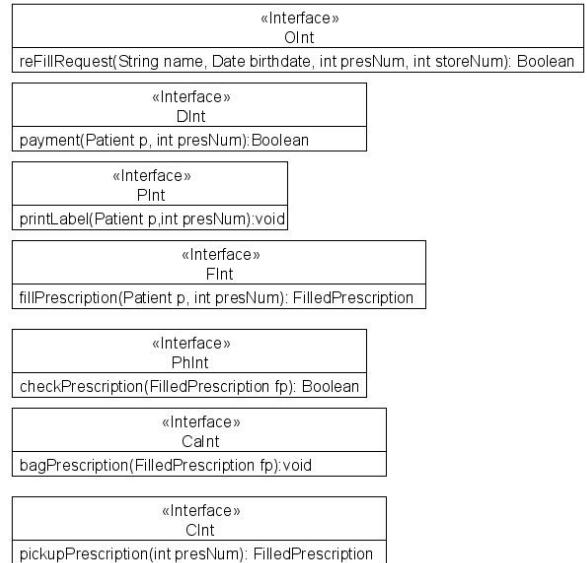 «Interface»
OInt
reFillRequest(String name, Date birthdate, int presNum, int storeNum): Boolean
«Interface»
DInt
payment(Patient p, int presNum):Boolean
«Interface»
PInt
printLabel(Patient p,int presNum):void
«Interface»
FInt
fillPrescription(Patient p, int presNum): FilledPrescription
«Interface»
PhInt
checkPrescription(FilledPrescription fp): Boolean
«Interface»
CaInt
bagPrescription(FilledPrescription fp):void
«Interface»
CInt
pickupPrescription(int presNum): FilledPrescription